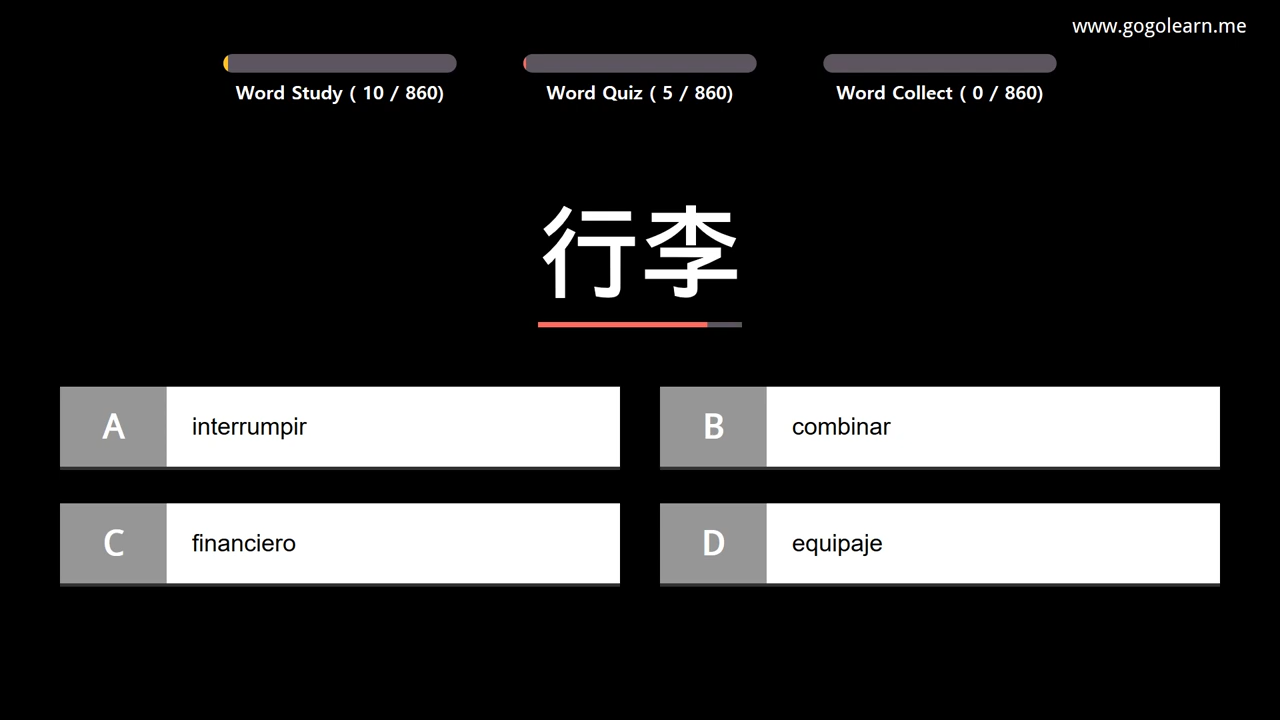 www.gogolearn.me
Word Study ( 10 / 860)
Word Quiz ( 5 / 860)
Word Collect ( 0 / 860)
行李
A interrumpir
B combinar
C financiero
D equipaje